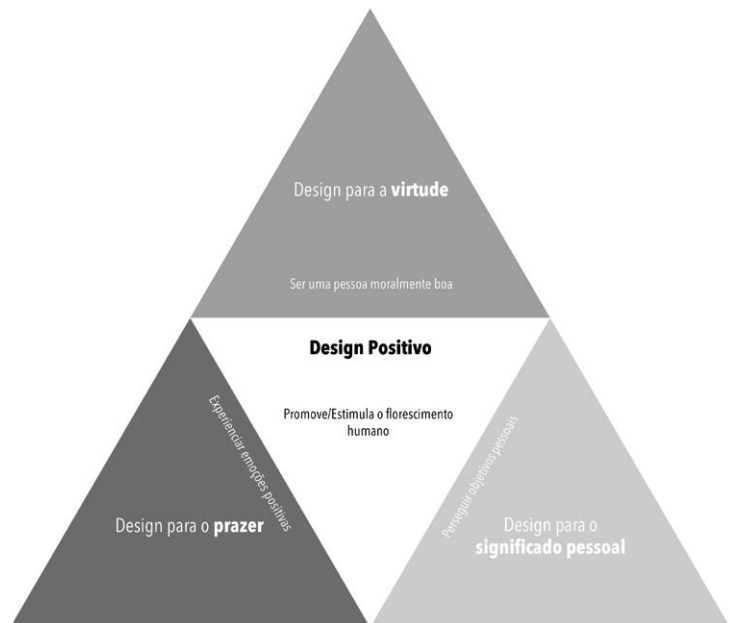 Design para a virtude
Ser uma pessoa moralmente boa
Design Positivo
Promove/Estimula o florescimento
humano
Experienciar emoções positivas
Perseguir objetivos pessoais
Design para o prazer
Design para o
significado pessoal